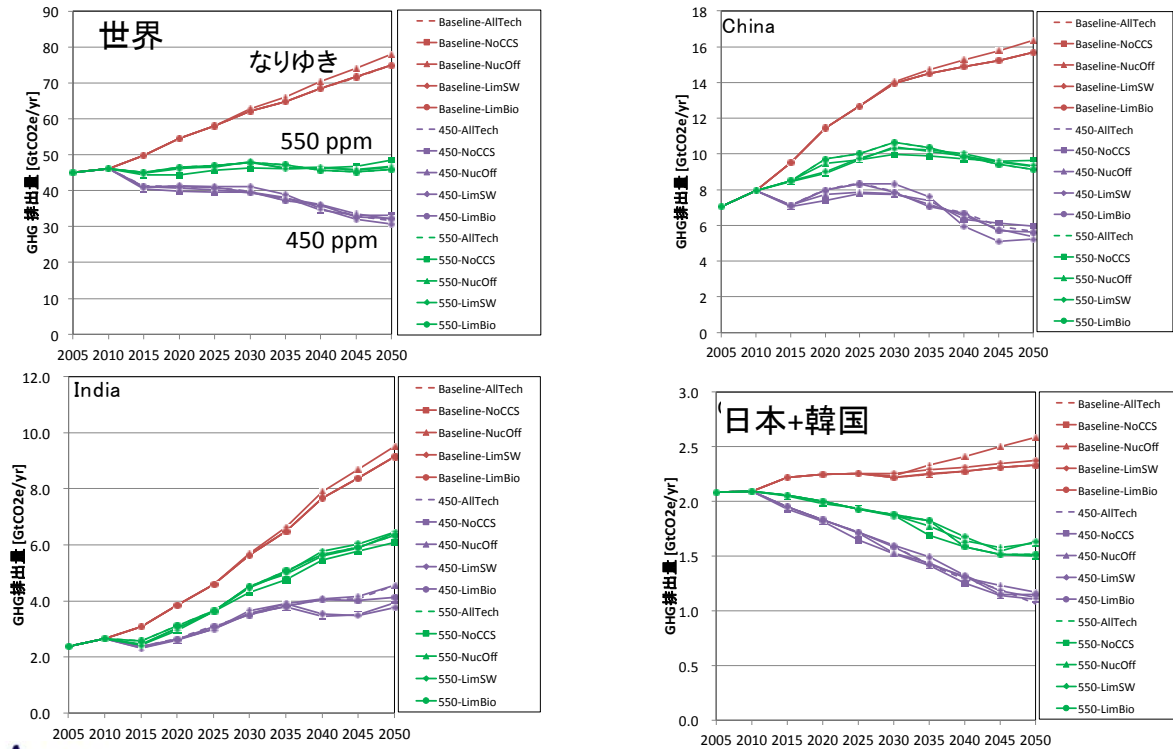 世界
なりゆき
550 ppm
450 ppm
GHG排出量 [GtCO2e/yr]
90
80
70
60
50
40
30
20
10
0
2005 2010 2015 2020 2025 2030 2035 2040 2045 2050
Baseline-AllTech
Baseline-NoCCS
Baseline-NucOff
Baseline-LimSW
Baseline-LimBio
450-AllTech
450-NoCCS
450-NucOff
450-LimSW
450-LimBio
550-AllTech
550-NoCCS
550-NucOff
550-LimSW
550-LimBio
China
GHG排出量 [GtCO2e/yr]
18
16
14
12
10
8
6
4
2
0
2005 2010 2015 2020 2025 2030 2035 2040 2045 2050
Baseline-AllTech
Baseline-NoCCS
Baseline-NucOff
Baseline-LimSW
Baseline-LimBio
450-AllTech
450-NoCCS
450-NucOff
450-LimSW
450-LimBio
550-AllTech
550-NoCCS
550-NucOff
550-LimSW
550-LimBio
India
GHG排出量 [GtCO2e/yr]
12.0
10.0
8.0
6.0
4.0
2.0
0.0
2005 2010 2015 2020 2025 2030 2035 2040 2045 2050
Baseline-AllTech
Baseline-NoCCS
Baseline-NucOff
Baseline-LimSW
Baseline-LimBio
450-AllTech
450-NoCCS
450-NucOff
450-LimSW
450-LimBio
550-AllTech
550-NoCCS
550-NucOff
550-LimSW
550-LimBio
日本+韓国
GHG排出量 [GtCO2e/yr]
3.0
2.5
2.0
1.5
1.0
0.5
0.0
2005 2010 2015 2020 2025 2030 2035 2040 2045 2050
Baseline-AllTech
Baseline-NoCCS
Baseline-NucOff
Baseline-LimSW
Baseline-LimBio
450-AllTech
450-NoCCS
450-NucOff
450-LimSW
450-LimBio
550-AllTech
550-NoCCS
550-NucOff
550-LimSW
550-LimBio